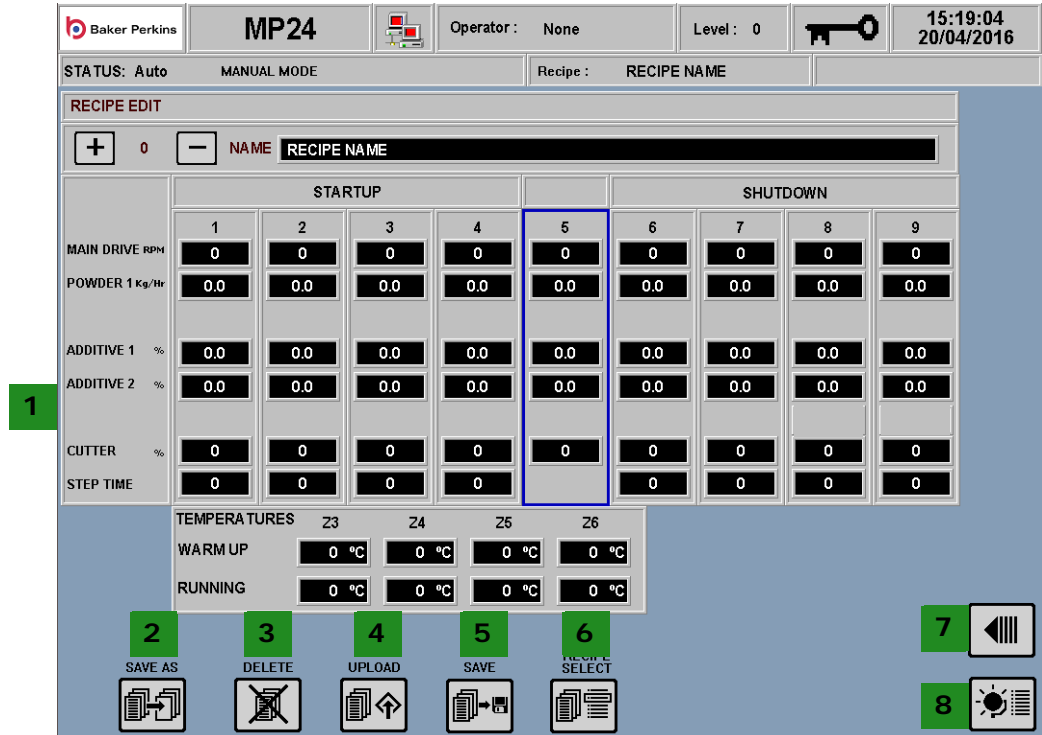 Baker Perkins MP24 Operator : None Level : 0 15:19:04
20/04/2016
STATUS: Auto MANUAL MODE Recipe : RECIPE NAME
RECIPE EDIT
+ 0 − NAME RECIPE NAME
STARTUP SHUTDOWN
1 2 3 4 5 6 7 8 9
MAIN DRIVE RPM 0 0 0 0 0 0 0 0 0
POWDER 1 Kg/Hr 0.0 0.0 0.0 0.0 0.0 0.0 0.0 0.0 0.0
ADDITIVE 1 % 0.0 0.0 0.0 0.0 0.0 0.0 0.0 0.0 0.0
ADDITIVE 2 % 0.0 0.0 0.0 0.0 0.0 0.0 0.0 0.0 0.0
1
CUTTER % 0 0 0 0 0 0 0 0 0
STEP TIME 0 0 0 0 0 0 0 0
TEMPERATURES Z3 Z4 Z5 Z6
WARM UP 0 ºC 0 ºC 0 ºC 0 ºC
RUNNING 0 ºC 0 ºC 0 ºC 0 ºC
2 3 4 5 6 7
SAVE AS DELETE UPLOAD SAVE RECIPE
SELECT
8